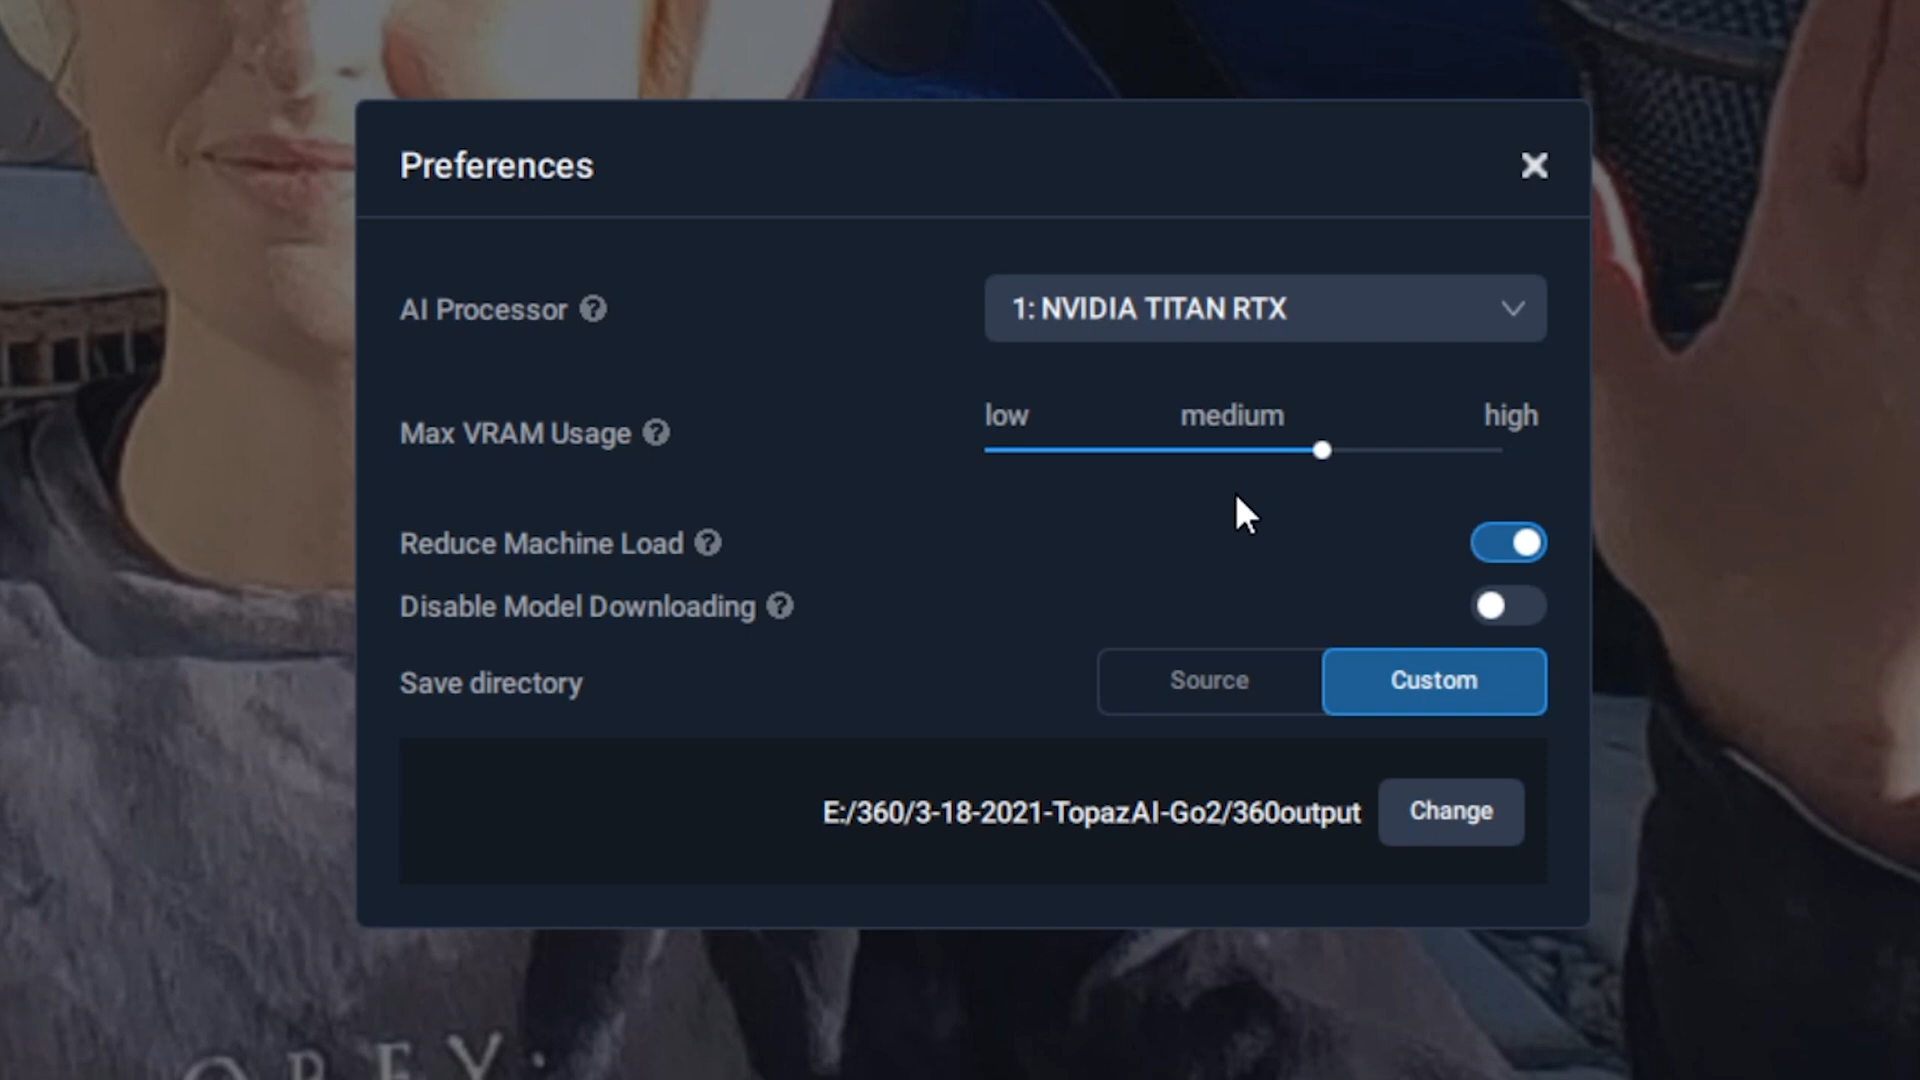 Preferences
AI Processor
1: NVIDIA TITAN RTX
low medium high
Max VRAM Usage
Reduce Machine Load
Disable Model Downloading
Save directory
Source Custom
E:/360/3-18-2021-TopazAI-Go2/360output Change
OBEY.